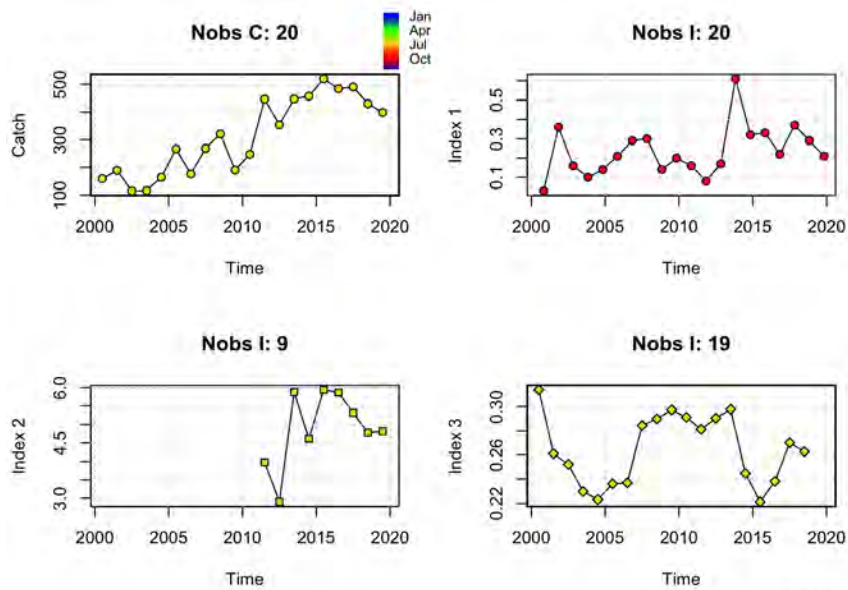 Nobs C: 20
Jan
Apr
Jul
Oct
Catch
500
300
100
2000 2005 2010 2015 2020
Time
Nobs I: 20
Index 1
0.5
0.3
0.1
2000 2005 2010 2015 2020
Time
Nobs I: 9
Index 2
6.0
4.5
3.0
2000 2005 2010 2015 2020
Time
Nobs I: 19
Index 3
0.30
0.26
0.22
2000 2005 2010 2015 2020
Time